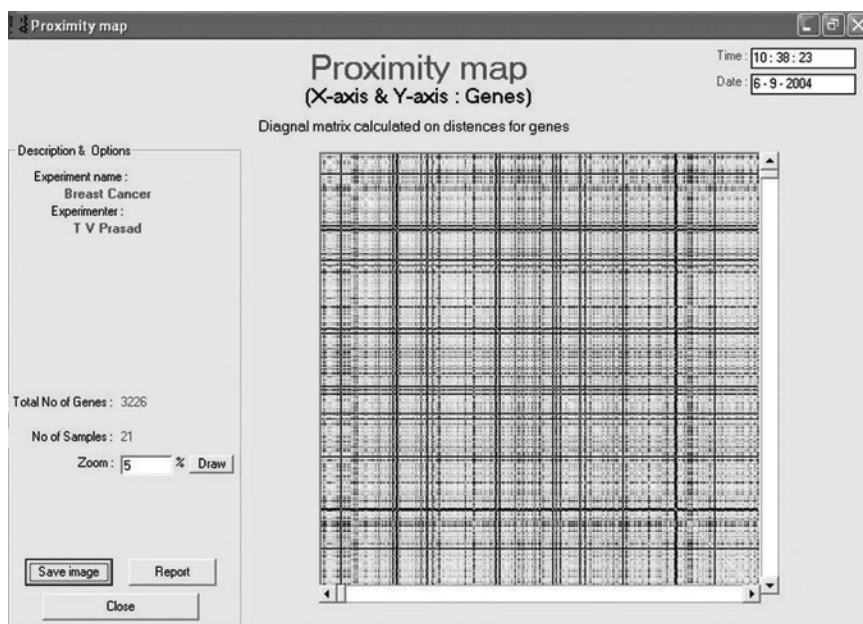 Proximity map
Proximity map
(X-axis & Y-axis : Genes)
Time : 10 : 38 : 23
Date : 6 - 9 - 2004
Diagnal matrix calculated on distences for genes
Description & Options
Experiment name :
Breast Cancer
Experimenter :
T V Prasad
Total No of Genes : 3226
No of Samples : 21
Zoom : 5 % Draw
Save image Report
Close